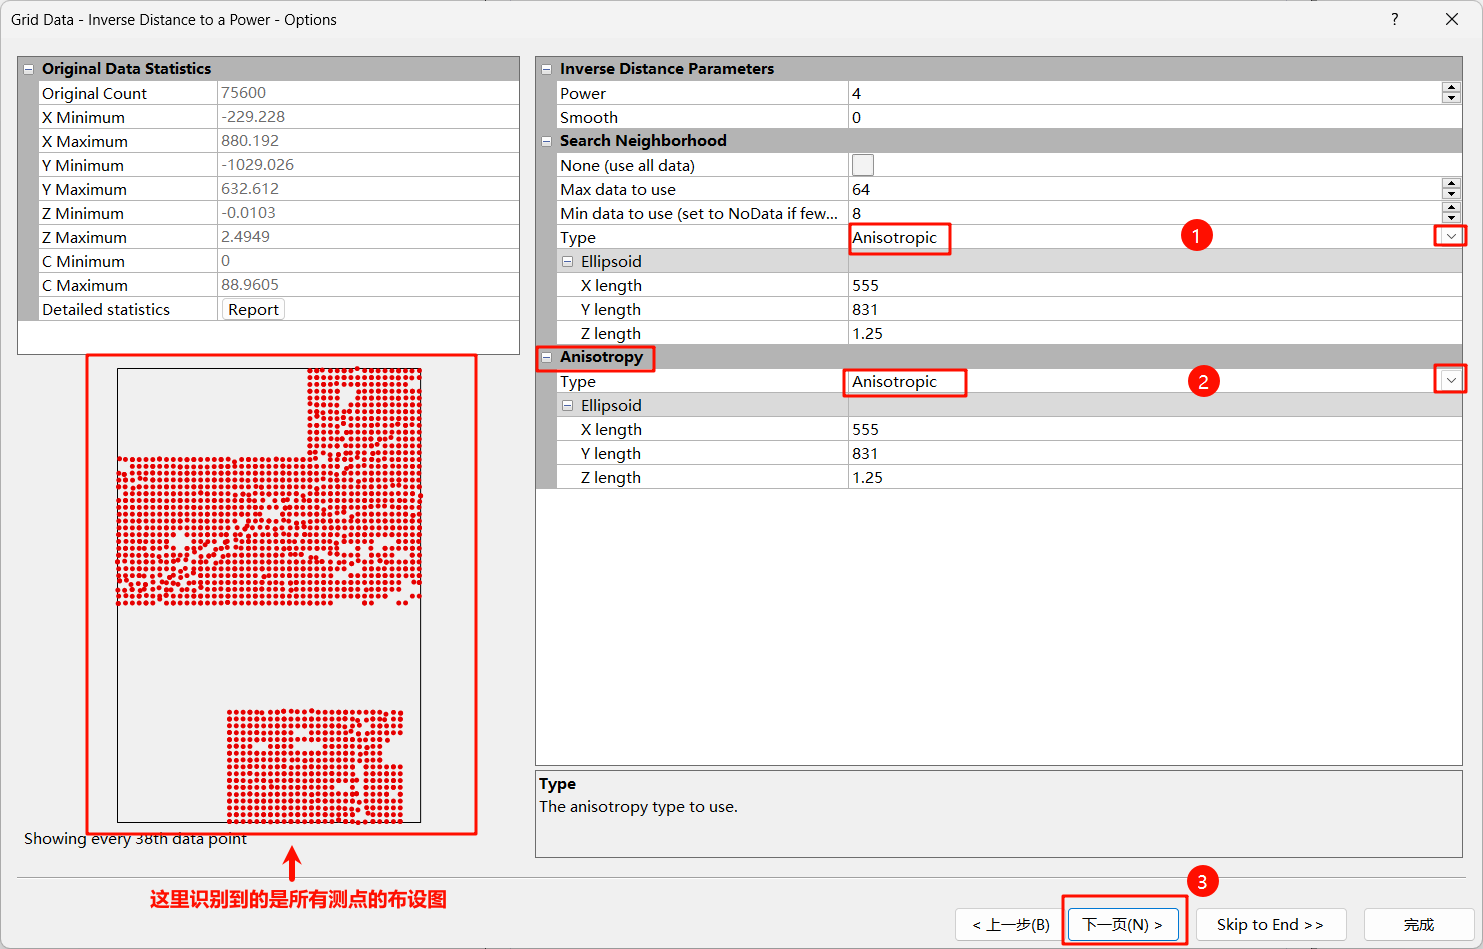 Grid Data - Inverse Distance to a Power - Options
?
Original Data Statistics
Original Count 75600
X Minimum -229.228
X Maximum 880.192
Y Minimum -1029.026
Y Maximum 632.612
Z Minimum -0.0103
Z Maximum 2.4949
C Minimum 0
C Maximum 88.9605
Detailed statistics Report
Showing every 38th data point
这里识别到的是所有测点的布设图
Inverse Distance Parameters
Power 4
Smooth 0
Search Neighborhood
None (use all data)
Max data to use 64
Min data to use (set to NoData if few... 8
Type Anisotropic 1
Ellipsoid
X length 555
Y length 831
Z length 1.25
Anisotropy
Type Anisotropic 2
Ellipsoid
X length 555
Y length 831
Z length 1.25
Type
The anisotropy type to use.
3
< 上一步(B) 下一页(N) > Skip to End >> 完成